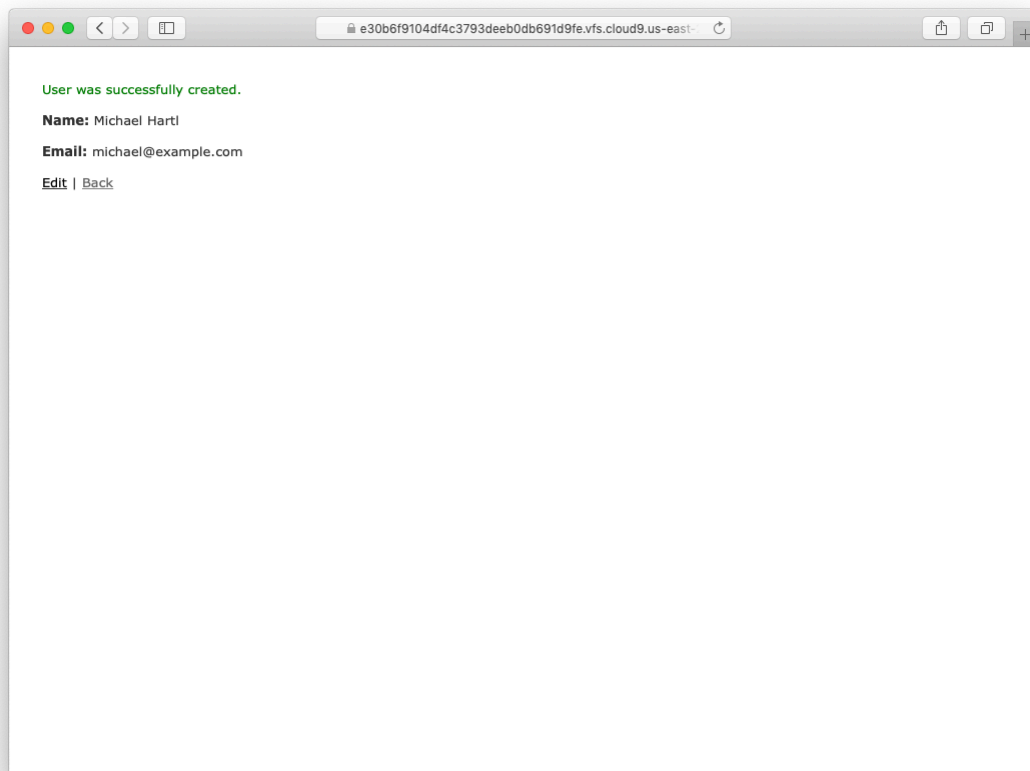 e30b6f9104df4c3793deeb0db691d9fe.vfs.cloud9.us-east-
User was successfully created.
Name: Michael Hartl
Email: michael@example.com
Edit | Back